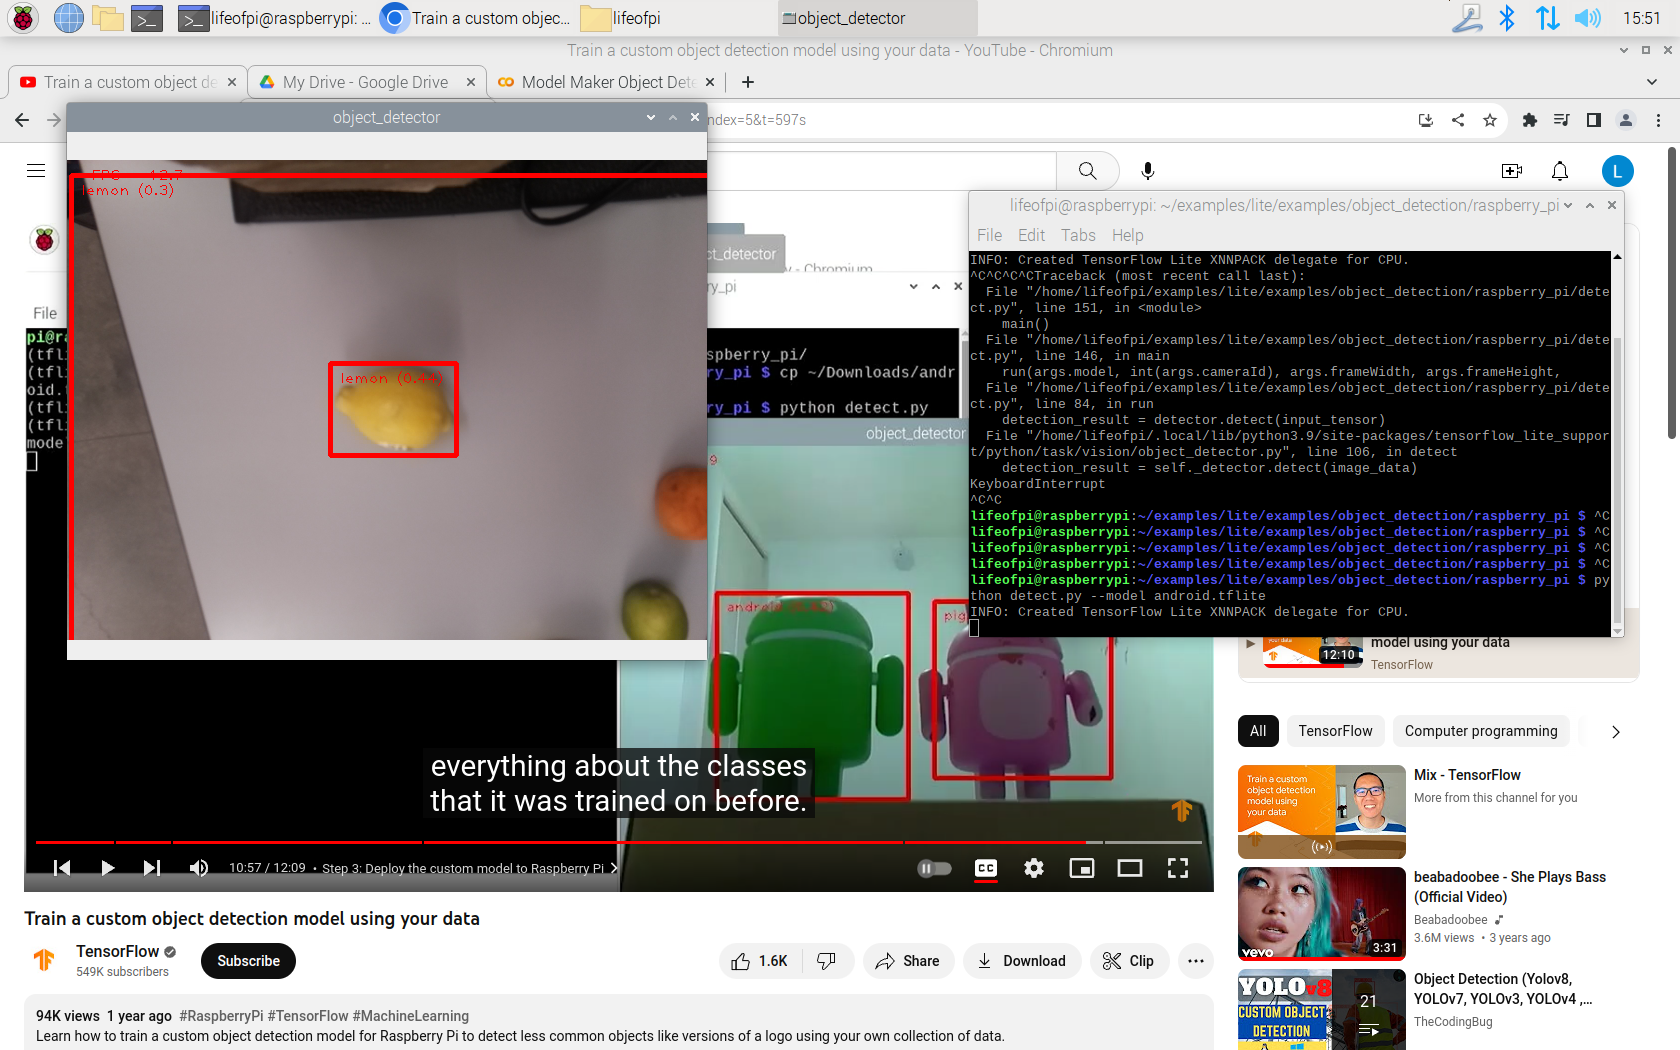 lifeofpi@raspberrypi: ...
Train a custom objec...
lifeofpi
object_detector
15:51
Train a custom object detection model using your data - YouTube - Chromium
Train a custom object de
My Drive - Google Drive
Model Maker Object Dete
ndex=5&t=597s
object_detector
FPS = 12.7
lemon (0.3)
lemon
L
ct_detector
- Chromium
ry_pi
File
pi@ra
(tfli
oid.
(tfli
(tfli
mode
spberry_pi/
ry_pi $ cp ~/Downloads/andr
ry_pi $ python detect.py
object_detector
9
android
pig
lifeofpi@raspberrypi: ~/examples/lite/examples/object_detection/raspberry_pi
File Edit Tabs Help
INFO: Created TensorFlow Lite XNNPACK delegate for CPU.
^C^C^C^CTraceback (most recent call last):
File "/home/lifeofpi/examples/lite/examples/object_detection/raspberry_pi/dete
ct.py", line 151, in <module>
main()
File "/home/lifeofpi/examples/lite/examples/object_detection/raspberry_pi/dete
ct.py", line 146, in main
run(args.model, int(args.cameraId), args.frameWidth, args.frameHeight,
File "/home/lifeofpi/examples/lite/examples/object_detection/raspberry_pi/dete
ct.py", line 84, in run
detection_result = detector.detect(input_tensor)
File "/home/lifeofpi/.local/lib/python3.9/site-packages/tensorflow_lite_suppor
t/python/task/vision/object_detector.py", line 106, in detect
detection_result = self._detector.detect(image_data)
KeyboardInterrupt
^C^C
lifeofpi@raspberrypi:~/examples/lite/examples/object_detection/raspberry_pi $ ^C
lifeofpi@raspberrypi:~/examples/lite/examples/object_detection/raspberry_pi $ ^C
lifeofpi@raspberrypi:~/examples/lite/examples/object_detection/raspberry_pi $ ^C
lifeofpi@raspberrypi:~/examples/lite/examples/object_detection/raspberry_pi $ ^C
lifeofpi@raspberrypi:~/examples/lite/examples/object_detection/raspberry_pi $ py
thon detect.py --model android.tflite
INFO: Created TensorFlow Lite XNNPACK delegate for CPU.
everything about the classes
that it was trained on before.
10:57 / 12:09 • Step 3: Deploy the custom model to Raspberry Pi
CC
Train a custom object detection model using your data
TensorFlow
549K subscribers
Subscribe
1.6K
Share
Download
Clip
94K views 1 year ago #RaspberryPi #TensorFlow #MachineLearning
Learn how to train a custom object detection model for Raspberry Pi to detect less common objects like versions of a logo using your own collection of data.
model using your data
12:10
TensorFlow
All
TensorFlow
Computer programming
Train a custom
object detection
model using
your data
Mix - TensorFlow
More from this channel for you
vevo
3:31
beabadoobee - She Plays Bass
(Official Video)
Beabadoobee
3.6M views • 3 years ago
YOLOv8
CUSTOM OBJECT
DETECTION
21
Object Detection (Yolov8,
YOLOv7, YOLOv3, YOLOv4 ,...
TheCodingBug